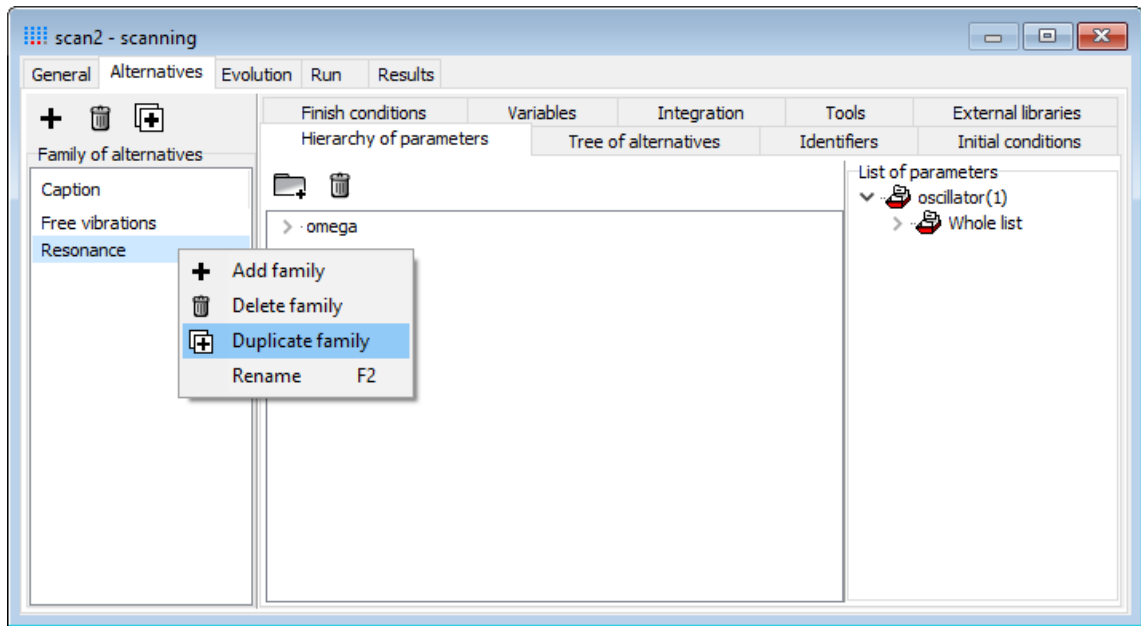 scan2 - scanning
General Alternatives Evolution Run Results
Finish conditions Variables Integration Tools External libraries
Hierarchy of parameters Tree of alternatives Identifiers Initial conditions
Family of alternatives
Caption
Free vibrations
Resonance
Add family
Delete family
Duplicate family
Rename F2
omega
List of parameters
oscillator(1)
Whole list